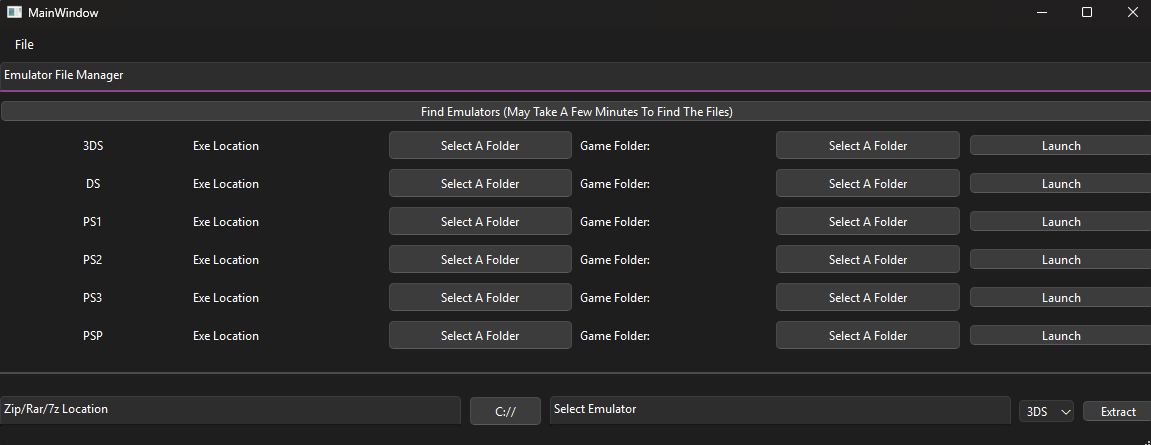 MainWindow
File
Emulator File Manager
Find Emulators (May Take A Few Minutes To Find The Files)
3DS Exe Location Select A Folder Game Folder: Select A Folder Launch
DS Exe Location Select A Folder Game Folder: Select A Folder Launch
PS1 Exe Location Select A Folder Game Folder: Select A Folder Launch
PS2 Exe Location Select A Folder Game Folder: Select A Folder Launch
PS3 Exe Location Select A Folder Game Folder: Select A Folder Launch
PSP Exe Location Select A Folder Game Folder: Select A Folder Launch
Zip/Rar/7z Location C:// Select Emulator 3DS Extract